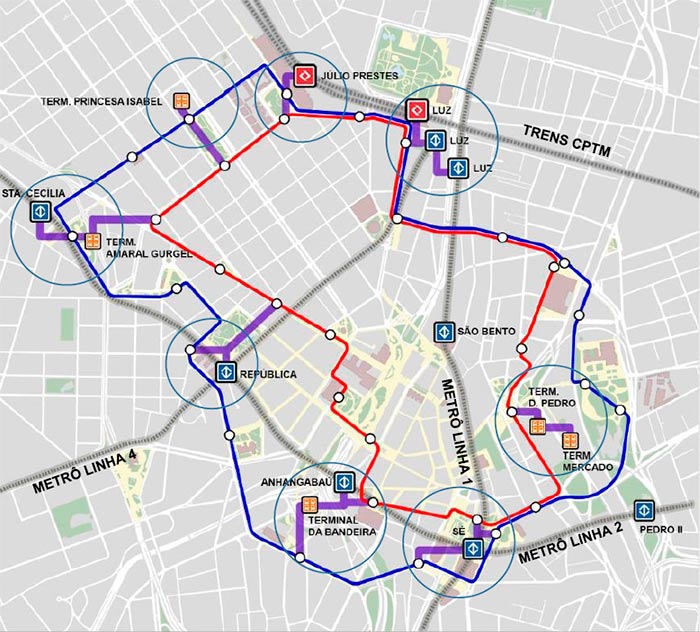 JÚLIO PRESTES
TERM. PRINCESA ISABEL
LUZ
TRENS CPTM
LUZ
LUZ
STA. CECÍLIA
TERM.
AMARAL GURGEL
SÃO BENTO
REPÚBLICA
METRÔ LINHA 1
TERM.
D. PEDRO
TERM.
MERCADO
METRÔ LINHA 4
ANHANGABAÚ
TERMINAL
DA BANDEIRA
SÉ
METRÔ LINHA 2
PEDRO II